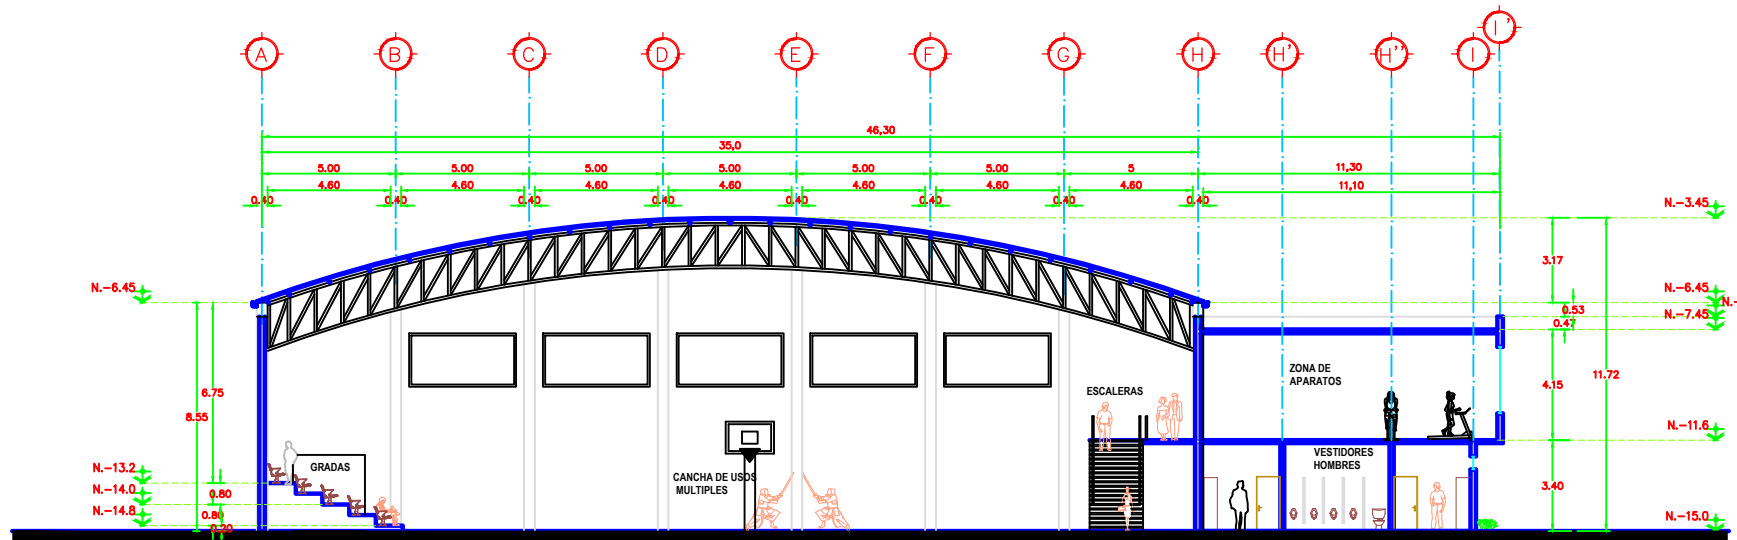 I'
A B C D E F G H H' H'' I
46,30
35,0
5.00 5.00 5.00 5.00 5.00 5.00 5 11,30
4.60 4.60 4.60 4.60 4.60 4.60 4.60 11,10
0.40 0.40 0.40 0.40 0.40 0.40 0.40 0.40
N.-3.45
3.17
N.-6.45 N.-6.45
N.-
0.53
N.-7.45
0.47
ZONA DE
APARATOS
11.72
4.15
ESCALERAS
6.75
8.55
N.-11.6
VESTIDORES
HOMBRES
GRADAS
N.-13.2
CANCHA DE USOS
MULTIPLES
3.40
N.-14.0
0.80
N.-14.8
0.80
0.20
N.-15.0